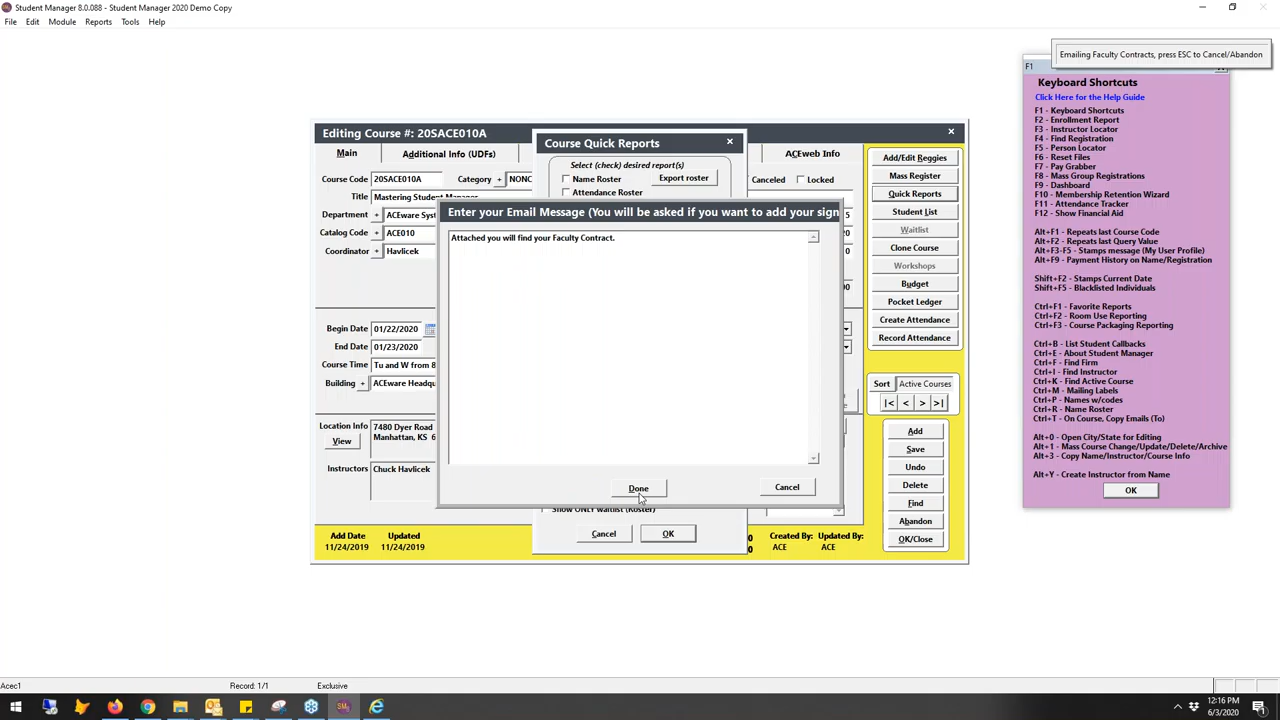 Student Manager 8.0.088 - Student Manager 2020 Demo Copy
File Edit Module Reports Tools Help
Emailing Faculty Contracts, press ESC to Cancel/Abandon
F1
Keyboard Shortcuts
Click Here for the Help Guide
F1 - Keyboard Shortcuts
F2 - Enrollment Report
F3 - Instructor Locator
F4 - Find Registration
F5 - Person Locator
F6 - Reset Files
F7 - Pay Grabber
F8 - Mass Group Registrations
F9 - Dashboard
F10 - Membership Retention Wizard
F11 - Attendance Tracker
F12 - Show Financial Aid
Alt+F1 - Repeats last Course Code
Alt+F2 - Repeats last Query Value
Alt+F3-F5 - Stamps message (My User Profile)
Alt+F9 - Payment History on Name/Registration
Shift+F2 - Stamps Current Date
Shift+F5 - Blacklisted Individuals
Ctrl+F1 - Favorite Reports
Ctrl+F2 - Room Use Reporting
Ctrl+F3 - Course Packaging Reporting
Ctrl+B - List Student Callbacks
Ctrl+E - About Student Manager
Ctrl+F - Find Firm
Ctrl+I - Find Instructor
Ctrl+K - Find Active Course
Ctrl+M - Mailing Labels
Ctrl+P - Names w/codes
Ctrl+R - Name Roster
Ctrl+T - On Course, Copy Emails (To)
Alt+0 - Open City/State for Editing
Alt+1 - Mass Course Change/Update/Delete/Archive
Alt+3 - Copy Name/Instructor/Course Info
Alt+Y - Create Instructor from Name
OK
Editing Course #: 20SACE010A
Main Additional Info (UDFs) ACEweb Info
Course Code 20SACE010A Category + NONC Canceled Locked
Title Mastering Student Manager
Department + ACEware Sys 5
Catalog Code + ACE010
Coordinator + Havlicek
00
Begin Date 01/22/2020
End Date 01/23/2020
Course Time Tu and W from 8
Building + ACEware Headqu
Location Info 7480 Dyer Road
Manhattan, KS 6
View
Instructors Chuck Havlicek
Add Date Updated
11/24/2019 11/24/2019
Created By: Updated By:
ACE ACE
Course Quick Reports
Select (check) desired report(s)
Name Roster Export roster
Attendance Roster
Show ONLY waitlist (Roster)
Cancel OK
Enter your Email Message (You will be asked if you want to add your sign
Attached you will find your Faculty Contract.
Done Cancel
Add/Edit Reggies
Mass Register
Quick Reports
Student List
Waitlist
Clone Course
Workshops
Budget
Pocket Ledger
Create Attendance
Record Attendance
Sort Active Courses
|< < > >|
Add
Save
Undo
Delete
Find
Abandon
OK/Close
Acec1 Record: 1/1 Exclusive
SM
12:16 PM
6/3/2020